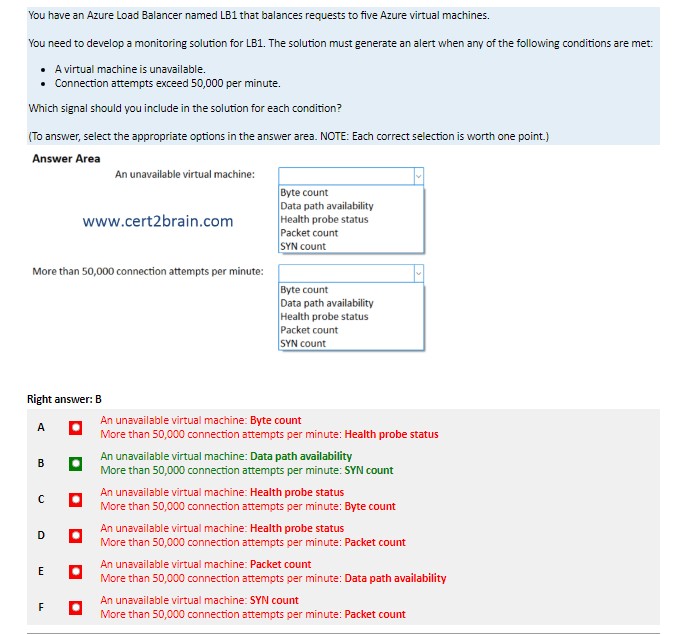 You have an Azure Load Balancer named LB1 that balances requests to five Azure virtual machines.
You need to develop a monitoring solution for LB1. The solution must generate an alert when any of the following conditions are met:
• A virtual machine is unavailable.
• Connection attempts exceed 50,000 per minute.
Which signal should you include in the solution for each condition?
(To answer, select the appropriate options in the answer area. NOTE: Each correct selection is worth one point.)
Answer Area
An unavailable virtual machine:
Byte count
Data path availability
Health probe status
Packet count
SYN count
www.cert2brain.com
More than 50,000 connection attempts per minute:
Byte count
Data path availability
Health probe status
Packet count
SYN count
Right answer: B
A
An unavailable virtual machine: Byte count
More than 50,000 connection attempts per minute: Health probe status
B
An unavailable virtual machine: Data path availability
More than 50,000 connection attempts per minute: SYN count
C
An unavailable virtual machine: Health probe status
More than 50,000 connection attempts per minute: Byte count
D
An unavailable virtual machine: Health probe status
More than 50,000 connection attempts per minute: Packet count
E
An unavailable virtual machine: Packet count
More than 50,000 connection attempts per minute: Data path availability
F
An unavailable virtual machine: SYN count
More than 50,000 connection attempts per minute: Packet count